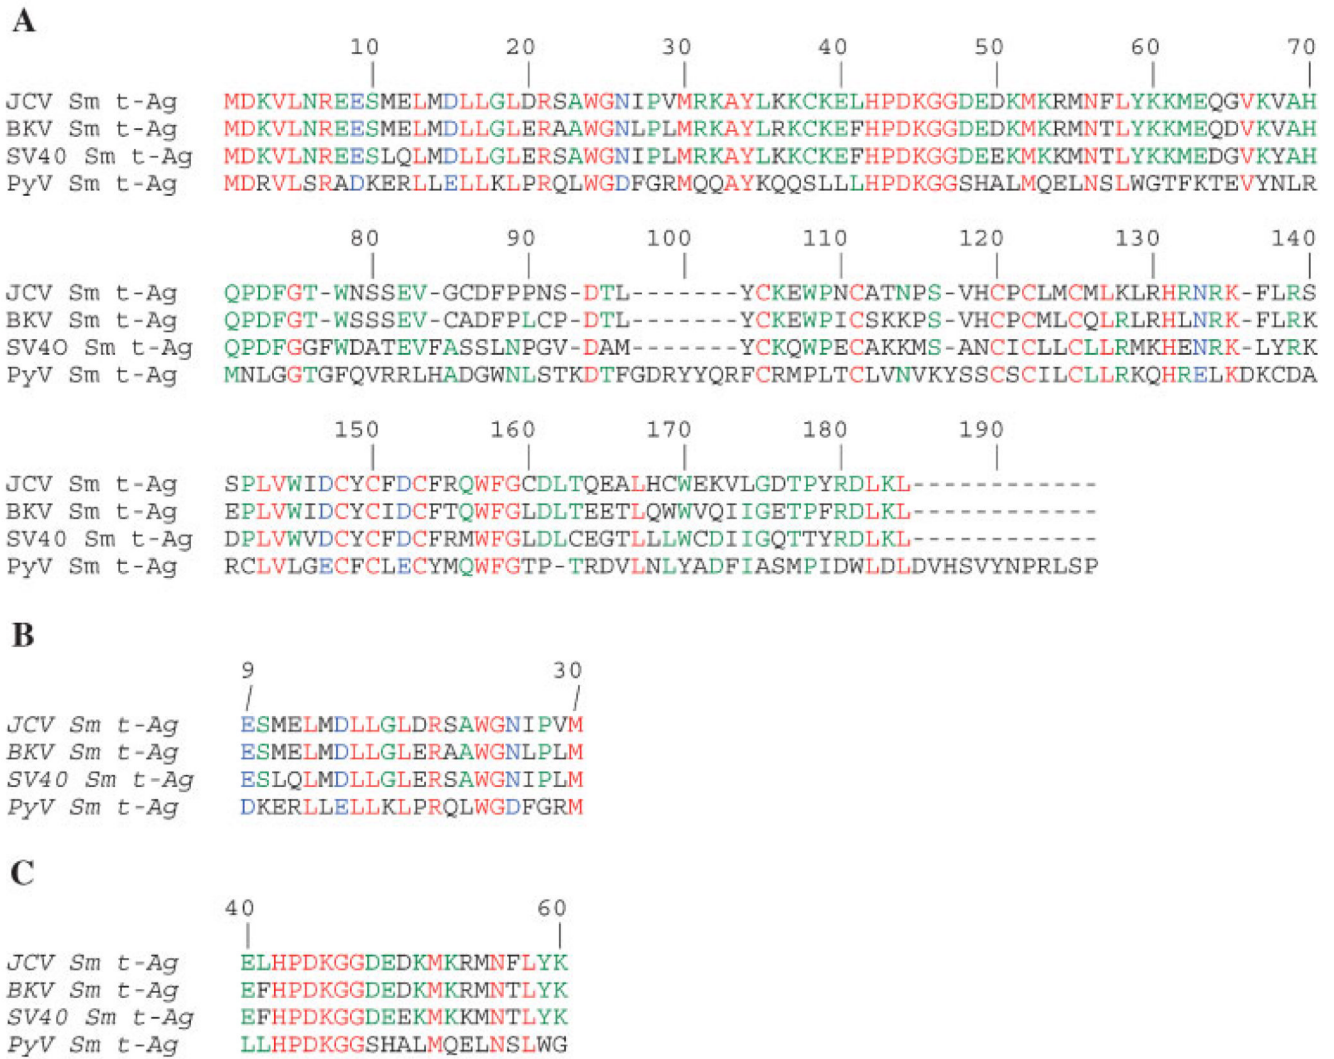 A
10 20 30 40 50 60 70
JCV Sm t-Ag MDKVLNREESMELMDLLGLDRSAWGNIPVMRKAYLKKCKELHPDKGGDEDKMKRMNFLYKKMEQGVKVAH
BKV Sm t-Ag MDKVLNREESMELMDLLGLERAAWGNLPLMRKAYLRKCKEFHPDKGGDEDKMKRMNTLYKKMEQDVKVAH
SV40 Sm t-Ag MDKVLNREESLQLMDLLGLERSAWGNIPLMRKAYLKKCKEFHPDKGGDEEKMKKMNTLYKKMEDGVKYAH
PyV Sm t-Ag MDRVLSRADKERLLELLKLPRQLWGDFGRMQQAYKQQSLLLHPDKGGSHALMQELNSLWGTFKTEVYNLR
80 90 100 110 120 130 140
JCV Sm t-Ag QPDFGT-WNSSEV-GCDFPPNS-DTL-------YCKEWPNCATNPS-VHCPCLMCMLKLRHRNRK-FLRS
BKV Sm t-Ag QPDFGT-WSSSEV-CADFPLCP-DTL-------YCKEWPICSKKPS-VHCPCMLCQLRLRHLNRK-FLRK
SV4O Sm t-Ag QPDFGGFWDATEVFASSLNPGV-DAM-------YCKQWPECAKKMS-ANCICLLCLLRMKHENRK-LYRK
PyV Sm t-Ag MNLGGTGFQVRRLHADGWNLSTKDTFGDRYYQRFCRMPLTCLVNVKYSSCSCILCLLRKQHRELKDKCDA
150 160 170 180 190
JCV Sm t-Ag SPLVWIDCYCFDCFRQWFGCDLTQEALHCWEKVLGDTPYRDLKL------------
BKV Sm t-Ag EPLVWIDCYCIDCFTQWFGLDLTEETLQWWVQIIGETPFRDLKL------------
SV40 Sm t-Ag DPLVWVDCYCFDCFRMWFGLDLCEGTLLLWCDIIGQTTYRDLKL------------
PyV Sm t-Ag RCLVLGECFCLECYMQWFGTP-TRDVLNLYADFIASMPIDWLDLDVHSVYNPRLSP
B
9 30
JCV Sm t-Ag ESMELMDLLGLDRSAWGNIPVM
BKV Sm t-Ag ESMELMDLLGLERAAWGNLPLM
SV40 Sm t-Ag ESLQLMDLLGLERSAWGNIPLM
PyV Sm t-Ag DKERLLELLKLPRQLWGDFGRM
C
40 60
JCV Sm t-Ag ELHPDKGGDEDKMKRMNFLYK
BKV Sm t-Ag EFHPDKGGDEDKMKRMNTLYK
SV40 Sm t-Ag EFHPDKGGDEEKMKKMNTLYK
PyV Sm t-Ag LLHPDKGGSHALMQELNSLWG